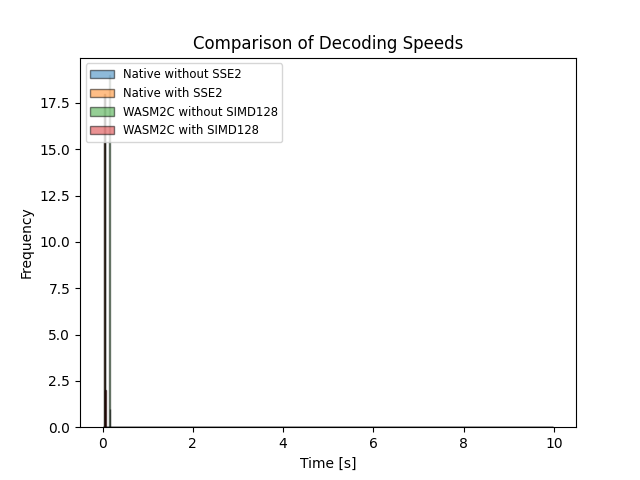 Comparison of Decoding Speeds
Native without SSE2
Native with SSE2
WASM2C without SIMD128
WASM2C with SIMD128
17.5
15.0
12.5
10.0
7.5
5.0
2.5
0.0
Frequency
0 2 4 6 8 10
Time [s]